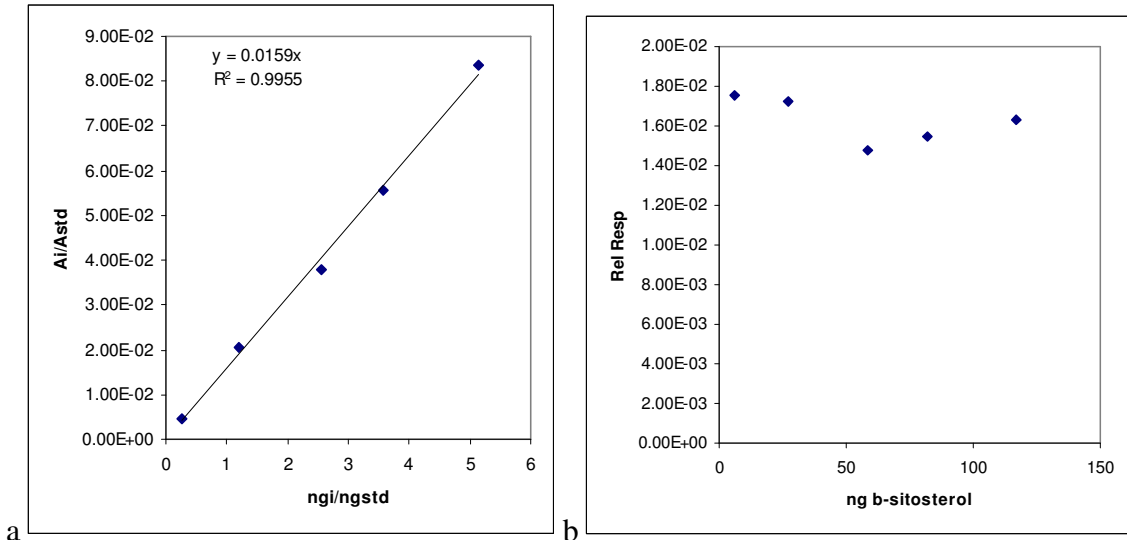 9.00E-02
8.00E-02
7.00E-02
6.00E-02
5.00E-02
4.00E-02
3.00E-02
2.00E-02
1.00E-02
0.00E+00
y = 0.0159x
R² = 0.9955
Ai/Astd
0 1 2 3 4 5 6
ngi/ngstd
a
2.00E-02
1.80E-02
1.60E-02
1.40E-02
1.20E-02
1.00E-02
8.00E-03
6.00E-03
4.00E-03
2.00E-03
0.00E+00
Rel Resp
0 50 100 150
ng b-sitosterol
b